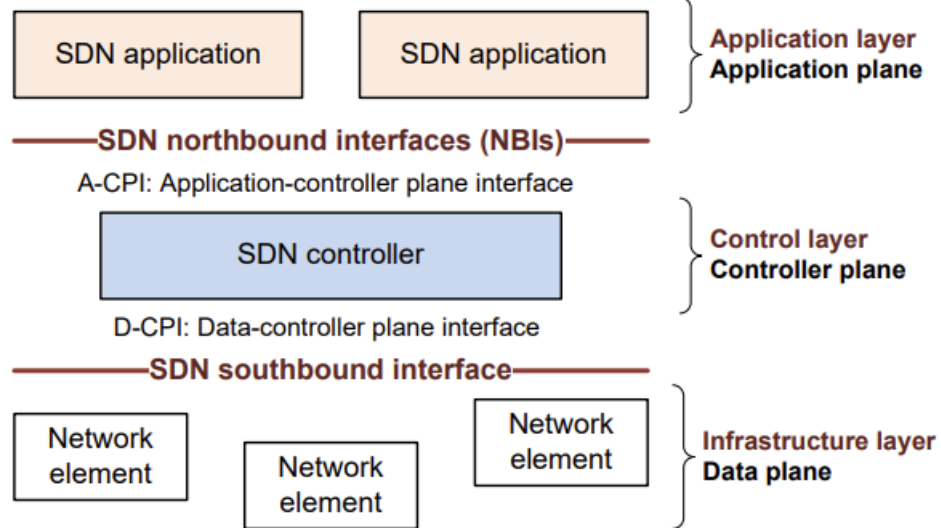 SDN application
SDN application
Application layer
Application plane
SDN northbound interfaces (NBIs)
A-CPI: Application-controller plane interface
SDN controller
Control layer
Controller plane
D-CPI: Data-controller plane interface
SDN southbound interface
Network
element
Network
element
Network
element
Infrastructure layer
Data plane